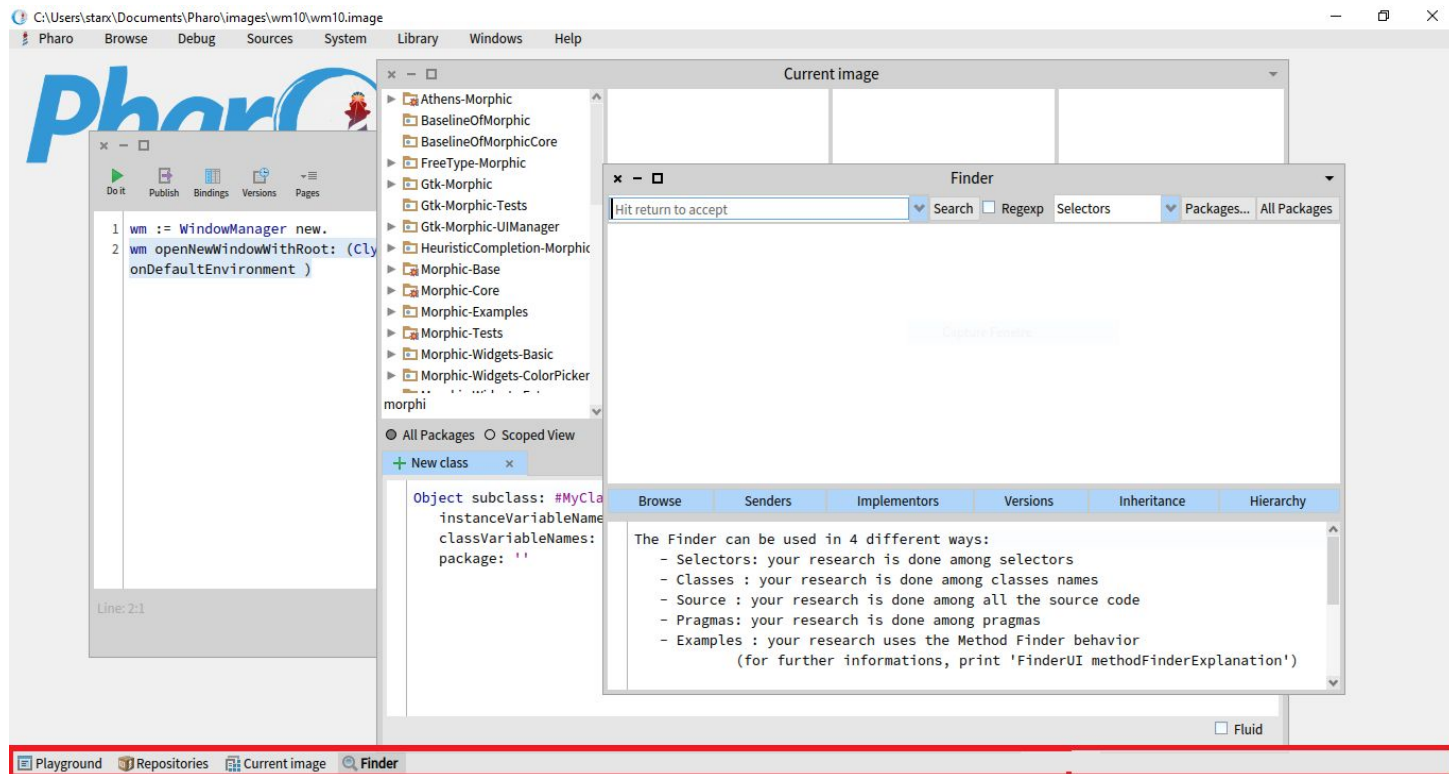 C:\Users\starx\Documents\Pharo\images\wm10\wm10.image
Pharo Browse Debug Sources System Library Windows Help
Pharo
Current image
Athens-Morphic
BaselineOfMorphic
BaselineOfMorphicCore
FreeType-Morphic
Gtk-Morphic
Gtk-Morphic-Tests
Gtk-Morphic-UIManager
HeuristicCompletion-Morphic
Morphic-Base
Morphic-Core
Morphic-Examples
Morphic-Tests
Morphic-Widgets-Basic
Morphic-Widgets-ColorPicker
morphi
All Packages Scoped View
New class
Object subclass: #MyCla
instanceVariableName
classVariableNames:
package: ''
Fluid
Do it Publish Bindings Versions Pages
1 wm := WindowManager new.
2 wm openNewWindowWithRoot: (Cly
onDefaultEnvironment )
Line: 2:1
Finder
Hit return to accept Search Regexp Selectors Packages... All Packages
Browse Senders Implementors Versions Inheritance Hierarchy
The Finder can be used in 4 different ways:
- Selectors: your research is done among selectors
- Classes : your research is done among classes names
- Source : your research is done among all the source code
- Pragmas: your research is done among pragmas
- Examples : your research uses the Method Finder behavior
(for further informations, print 'FinderUI methodFinderExplanation')
Playground Repositories Current image Finder